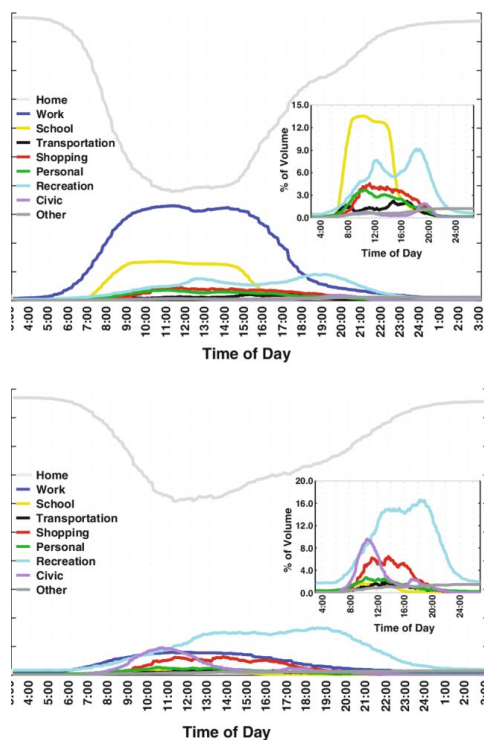 Home
Work
School
Transportation
Shopping
Personal
Recreation
Civic
Other
% of Volume
15.0
12.0
9.0
6.0
3.0
0.0
4:00 8:00 12:00 16:00 20:00 24:00
Time of Day
4:00 5:00 6:00 7:00 8:00 9:00 10:00 11:00 12:00 13:00 14:00 15:00 16:00 17:00 18:00 19:00 20:00 21:00 22:00 23:00 24:00 1:00 2:00 3:00
Time of Day
Home
Work
School
Transportation
Shopping
Personal
Recreation
Civic
Other
% of Volume
20.0
16.0
12.0
8.0
4.0
0.0
4:00 8:00 12:00 16:00 20:00 24:00
Time of Day
4:00 5:00 6:00 7:00 8:00 9:00 10:00 11:00 12:00 13:00 14:00 15:00 16:00 17:00 18:00 19:00 20:00 21:00 22:00 23:00 24:00 1:00 2:00
Time of Day